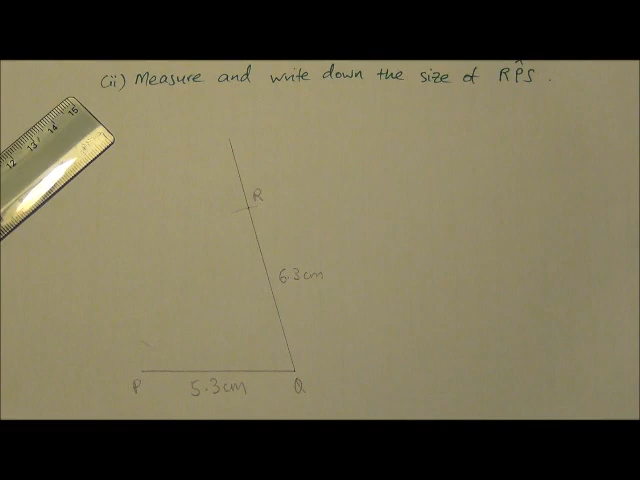 (ii) Measure and write down the size of RP̂S .
15
14
13
12
R
6.3cm
P 5.3cm Q